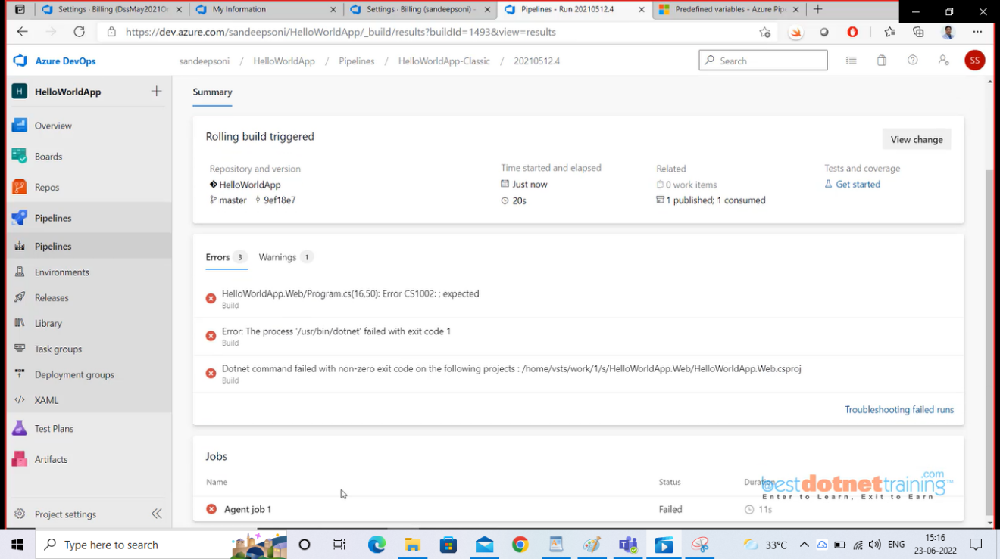 Settings - Billing (DssMay2021Or
My Information
Settings - Billing (sandeepsoni) -
Pipelines - Run 20210512.4
Predefined variables - Azure Pipe
https://dev.azure.com/sandeepsoni/HelloWorldApp/_build/results?buildId=1493&view=results
Azure DevOps
sandeepsoni / HelloWorldApp / Pipelines / HelloWorldApp-Classic / 20210512.4
Search
SS
H HelloWorldApp
Overview
Boards
Repos
Pipelines
Pipelines
Environments
Releases
Library
Task groups
Deployment groups
XAML
Test Plans
Artifacts
Project settings
Summary
Rolling build triggered
View change
Repository and version
HelloWorldApp
master 9ef18e7
Time started and elapsed
Just now
20s
Related
0 work items
1 published; 1 consumed
Tests and coverage
Get started
Errors 3 Warnings 1
HelloWorldApp.Web/Program.cs(16,50): Error CS1002: ; expected
Build
Error: The process '/usr/bin/dotnet' failed with exit code 1
Build
Dotnet command failed with non-zero exit code on the following projects : /home/vsts/work/1/s/HelloWorldApp.Web/HelloWorldApp.Web.csproj
Build
Troubleshooting failed runs
Jobs
Name Status Duration
Agent job 1 Failed 11s
bestdotnettraining.com™
Enter to Learn, Exit to Earn
Type here to search
33°C
ENG
15:16
23-06-2022